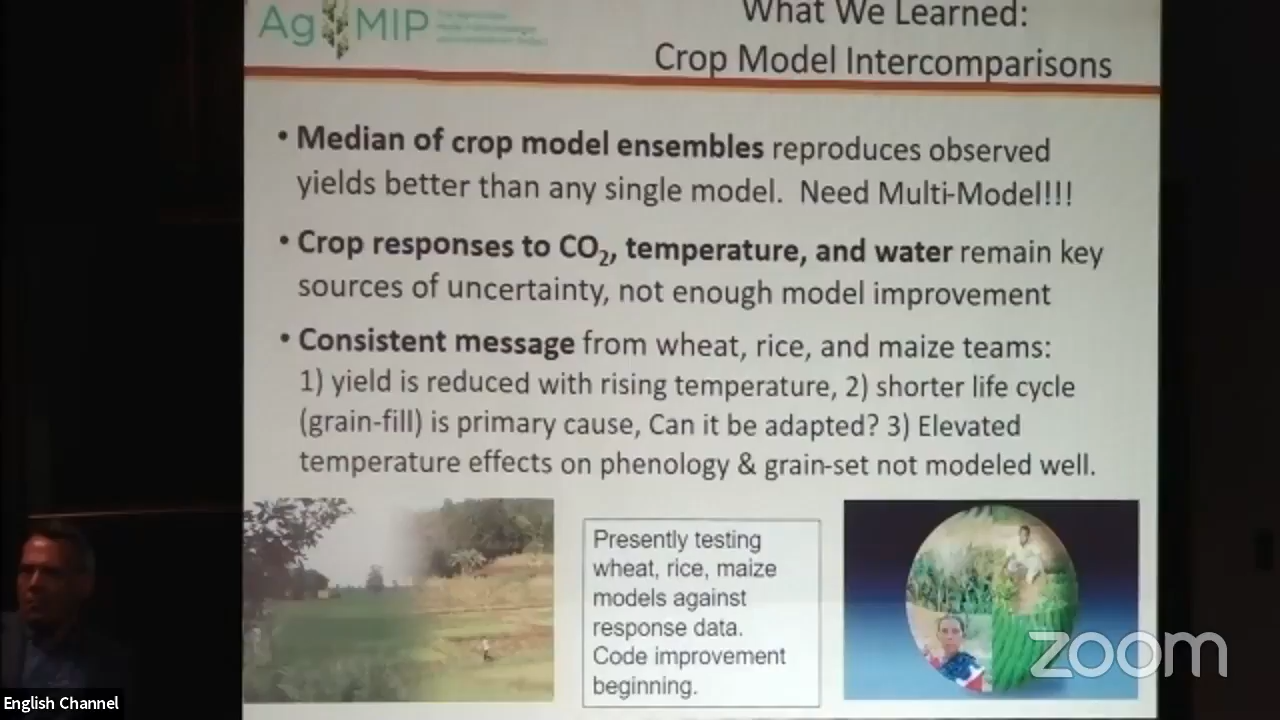 Ag MIP
What We Learned:
Crop Model Intercomparisons
• Median of crop model ensembles reproduces observed
yields better than any single model. Need Multi-Model!!!
• Crop responses to CO₂, temperature, and water remain key
sources of uncertainty, not enough model improvement
• Consistent message from wheat, rice, and maize teams:
1) yield is reduced with rising temperature, 2) shorter life cycle
(grain-fill) is primary cause, Can it be adapted? 3) Elevated
temperature effects on phenology & grain-set not modeled well.
Presently testing
wheat, rice, maize
models against
response data.
Code improvement
beginning.
zoom
English Channel